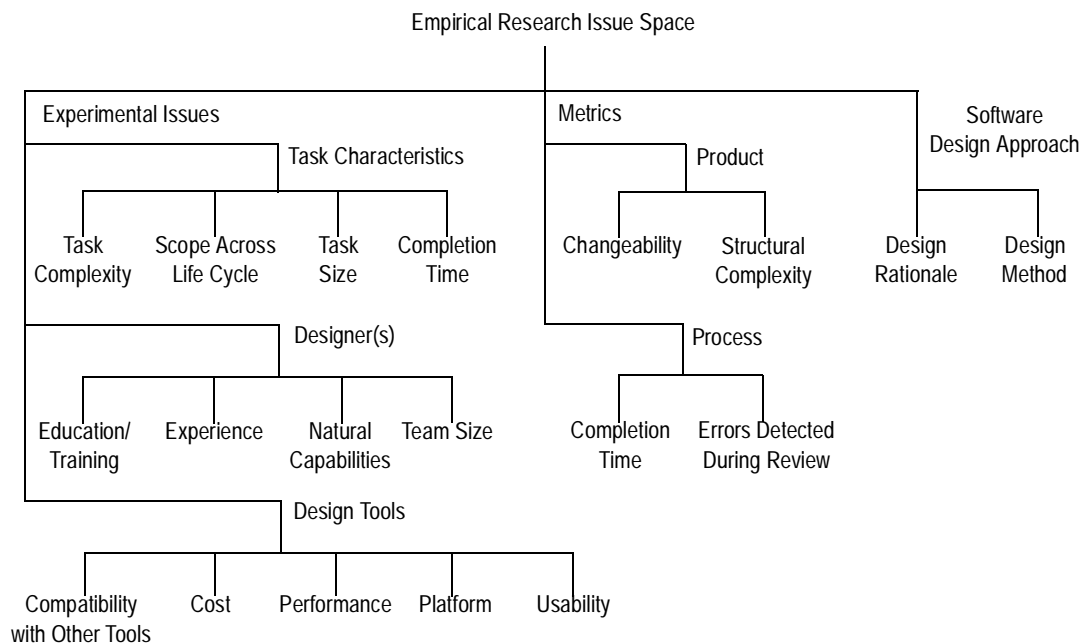 Empirical Research Issue Space
Experimental Issues
Metrics
Software
Design Approach
Task Characteristics
Product
Task
Complexity
Scope Across
Life Cycle
Task
Size
Completion
Time
Changeability
Structural
Complexity
Design
Rationale
Design
Method
Designer(s)
Process
Education/
Training
Experience
Natural
Capabilities
Team Size
Completion
Time
Errors Detected
During Review
Design Tools
Compatibility
with Other Tools
Cost
Performance
Platform
Usability